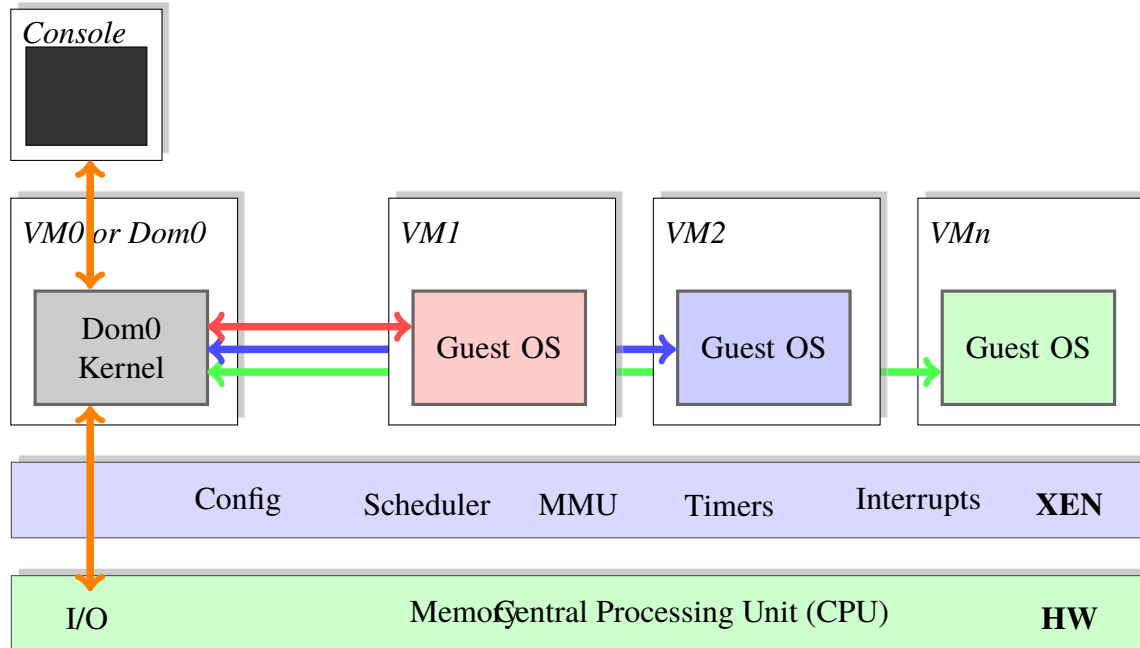 Console
VM0 or Dom0
VM1
VM2
VMn
Dom0
Kernel
Guest OS
Guest OS
Guest OS
Config
Scheduler
MMU
Timers
Interrupts
XEN
I/O
Memory
Central Processing Unit (CPU)
HW